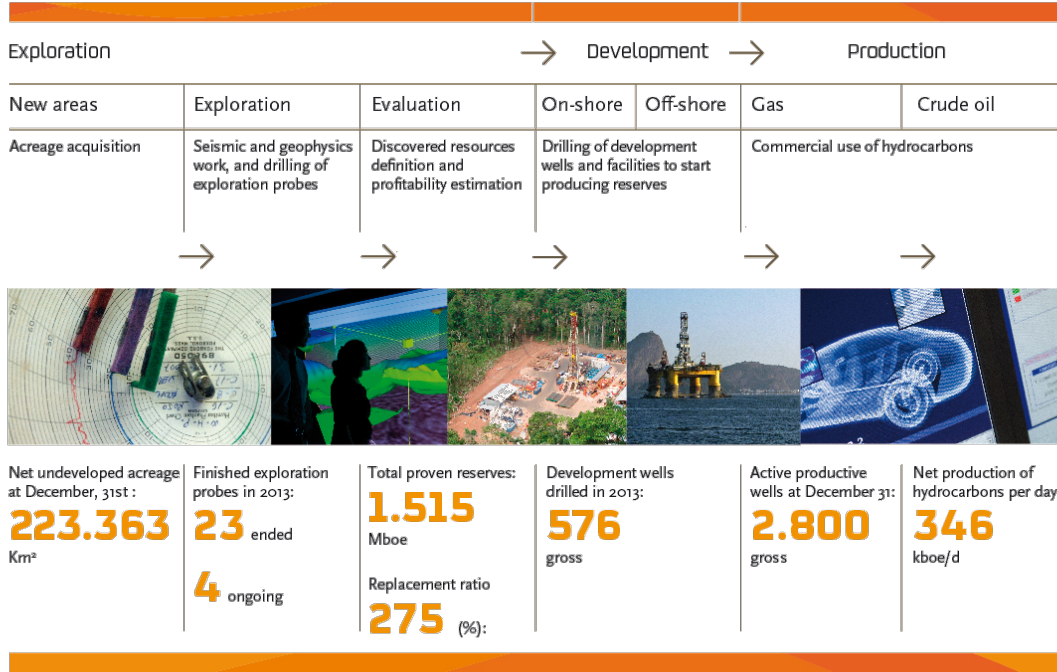 Exploration
Development
Production
New areas
Exploration
Evaluation
On-shore
Off-shore
Gas
Crude oil
Acreage acquisition
Seismic and geophysics
work, and drilling of
exploration probes
Discovered resources
definition and
profitability estimation
Drilling of development
wells and facilities to start
producing reserves
Commercial use of hydrocarbons
Net undeveloped acreage
at December, 31st :
223.363
Km²
Finished exploration
probes in 2013:
23 ended
4 ongoing
Total proven reserves:
1.515
Mboe
Replacement ratio
275 (%):
Development wells
drilled in 2013:
576
gross
Active productive
wells at December 31:
2.800
gross
Net production of
hydrocarbons per day
346
kboe/d